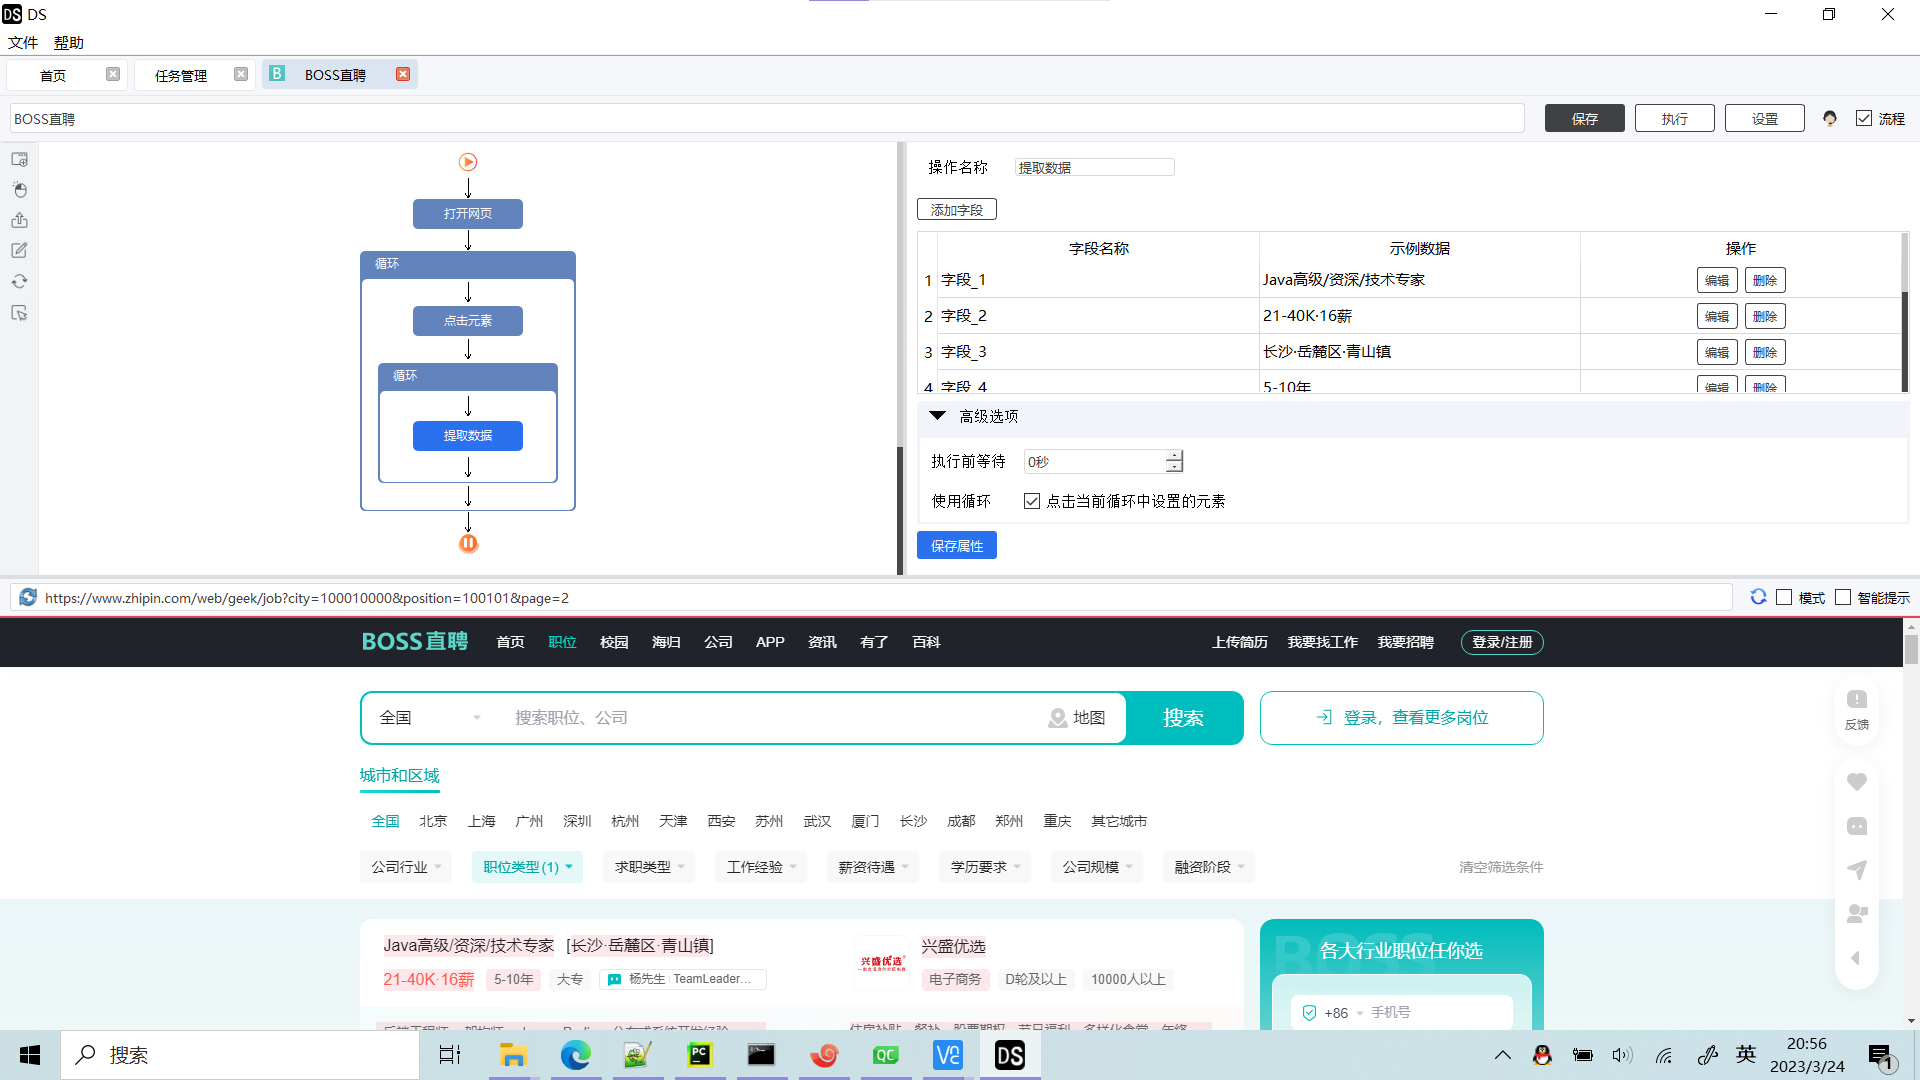 DS DS
文件 帮助
首页 任务管理 B BOSS直聘
BOSS直聘 保存 执行 设置 流程
打开网页
循环
点击元素
循环
提取数据
操作名称 提取数据
添加字段
字段名称 示例数据 操作
1 字段_1 Java高级/资深/技术专家 编辑 删除
2 字段_2 21-40K·16薪 编辑 删除
3 字段_3 长沙·岳麓区·青山镇 编辑 删除
4 字段_4 5-10年 编辑 删除
高级选项
执行前等待 0秒
使用循环 点击当前循环中设置的元素
保存属性
https://www.zhipin.com/web/geek/job?city=100010000&position=100101&page=2 模式 智能提示
BOSS直聘 首页 职位 校园 海归 公司 APP 资讯 有了 百科 上传简历 我要找工作 我要招聘 登录/注册
全国 搜索职位、公司 地图 搜索 登录，查看更多岗位
反馈
城市和区域
全国 北京 上海 广州 深圳 杭州 天津 西安 苏州 武汉 厦门 长沙 成都 郑州 重庆 其它城市
公司行业 职位类型(1) 求职类型 工作经验 薪资待遇 学历要求 公司规模 融资阶段 清空筛选条件
Java高级/资深/技术专家 [长沙·岳麓区·青山镇] 兴盛优选 兴盛优选 各大行业职位任你选
21-40K·16薪 5-10年 大专 杨先生 TeamLeader... 电子商务 D轮及以上 10000人以上
+86 手机号
搜索 PC QC DS 英 20:56
2023/3/24 1